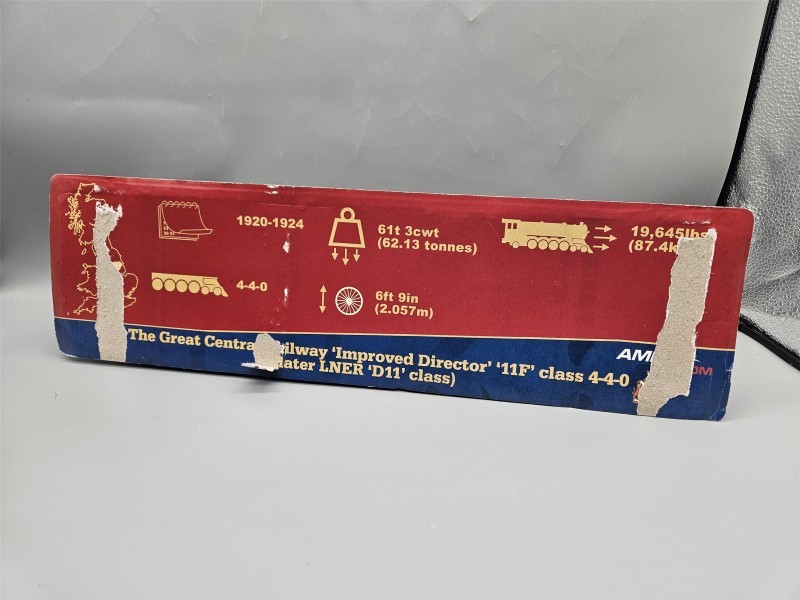 1920-1924
61t 3cwt
(62.13 tonnes)
19,645lbs
(87.4k
4-4-0
6ft 9in
(2.057m)
The Great Centra ilway ‘Improved Director’ ‘11F’ class 4-4-0
later LNER ‘D11’ class)
AM OM